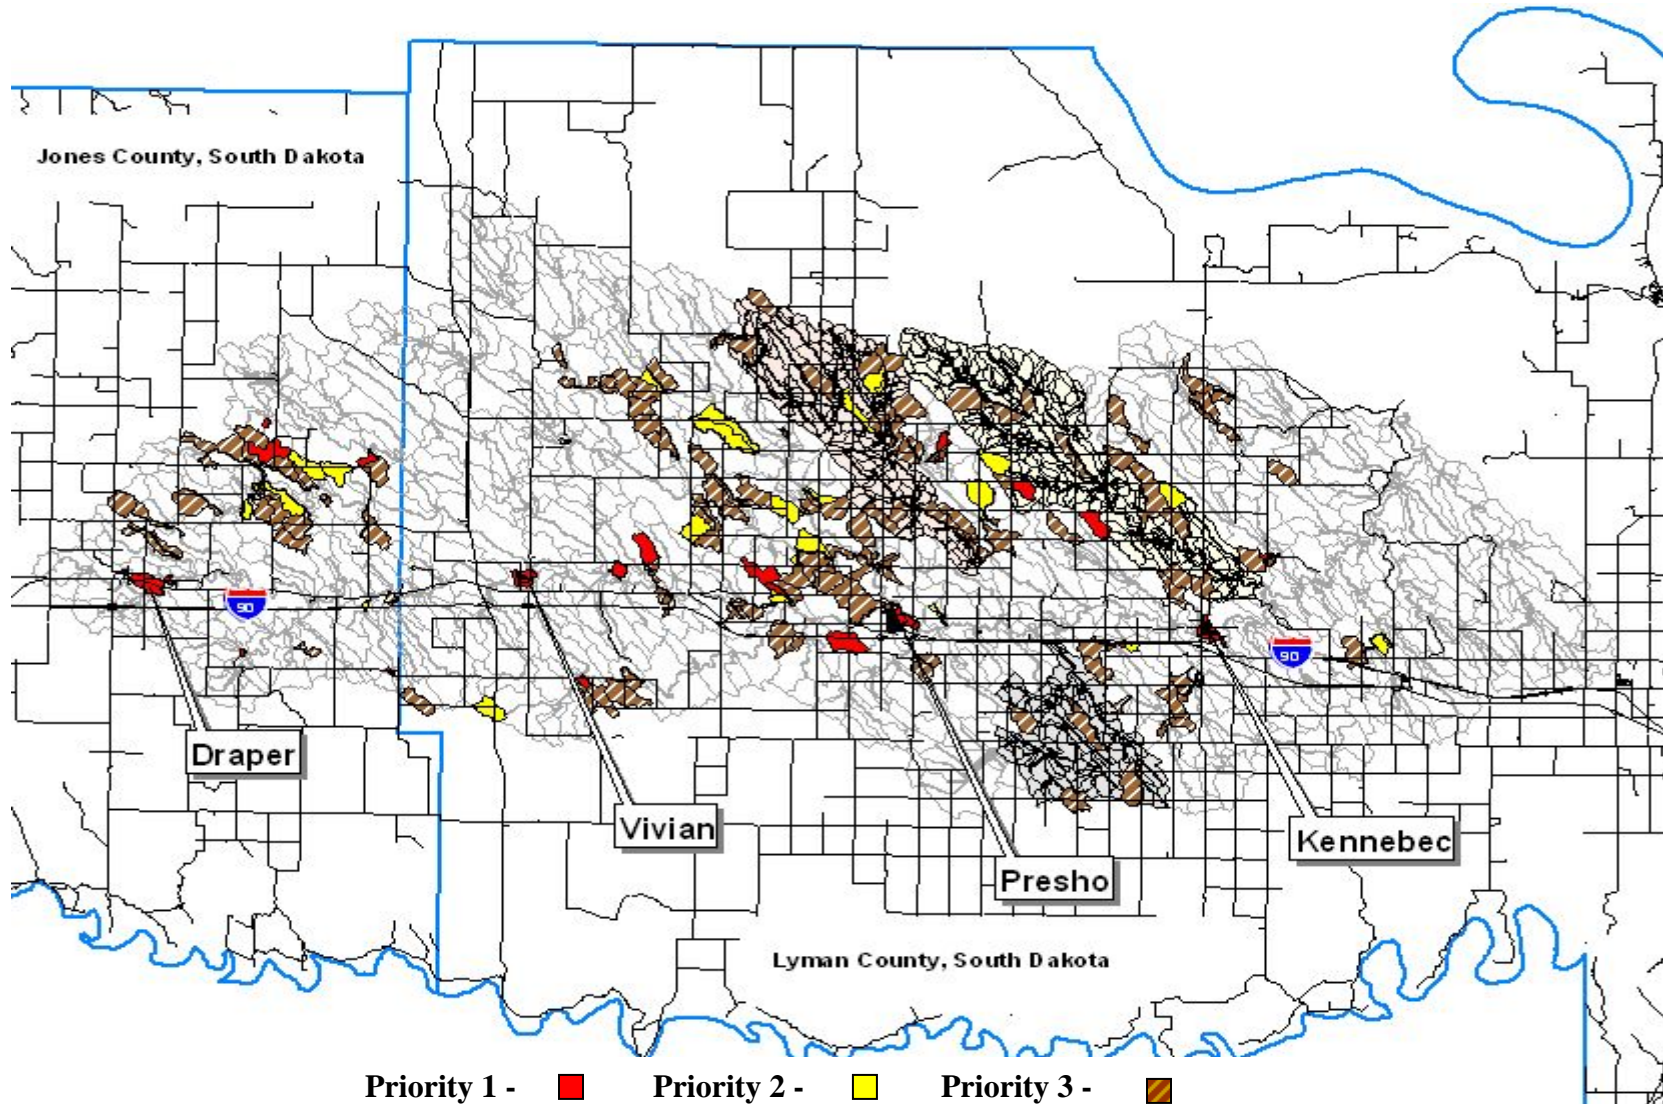 Jones County, South Dakota
90
90
Draper
Vivian
Kennebec
Presho
Lyman County, South Dakota
Priority 1 - Priority 2 - Priority 3 -